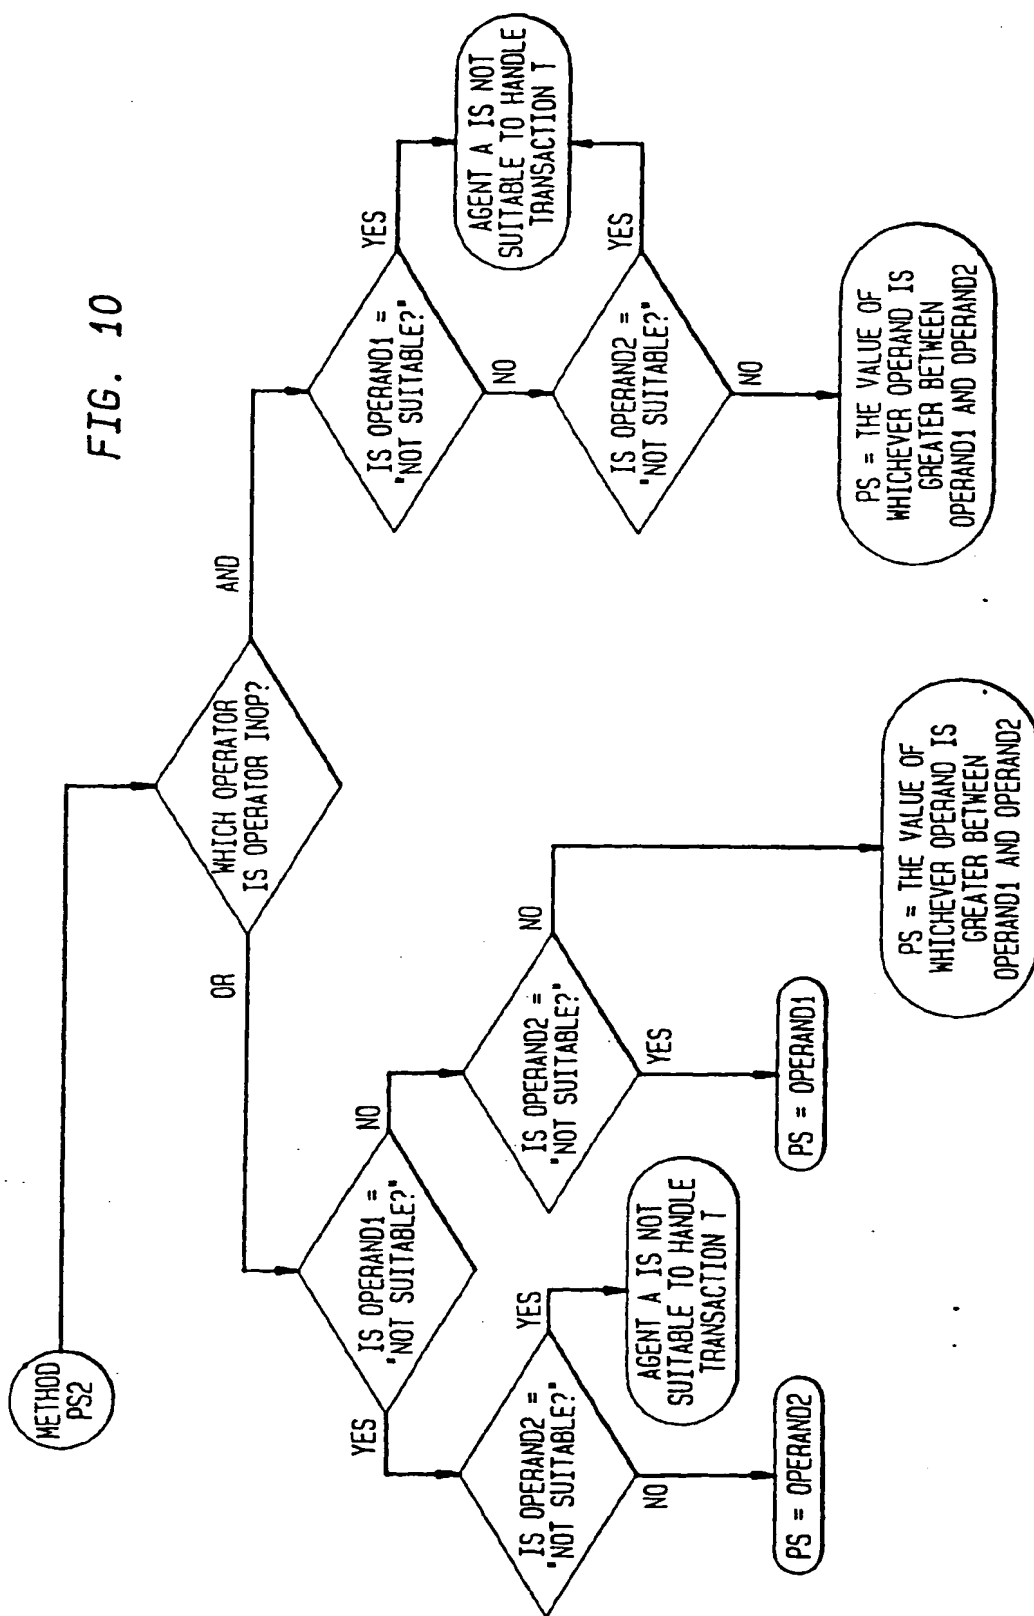 FIG. 10
METHOD
PS2
WHICH OPERATOR
IS OPERATOR INOP?
OR
AND
IS OPERAND1 =
"NOT SUITABLE?"
YES
NO
IS OPERAND2 =
"NOT SUITABLE?"
YES
NO
AGENT A IS NOT
SUITABLE TO HANDLE
TRANSACTION T
PS = OPERAND2
IS OPERAND2 =
"NOT SUITABLE?"
NO
YES
PS = OPERAND1
PS = THE VALUE OF
WHICHEVER OPERAND IS
GREATER BETWEEN
OPERAND1 AND OPERAND2
IS OPERAND1 =
"NOT SUITABLE?"
YES
NO
AGENT A IS NOT
SUITABLE TO HANDLE
TRANSACTION T
IS OPERAND2 =
"NOT SUITABLE?"
YES
NO
PS = THE VALUE OF
WHICHEVER OPERAND IS
GREATER BETWEEN
OPERAND1 AND OPERAND2